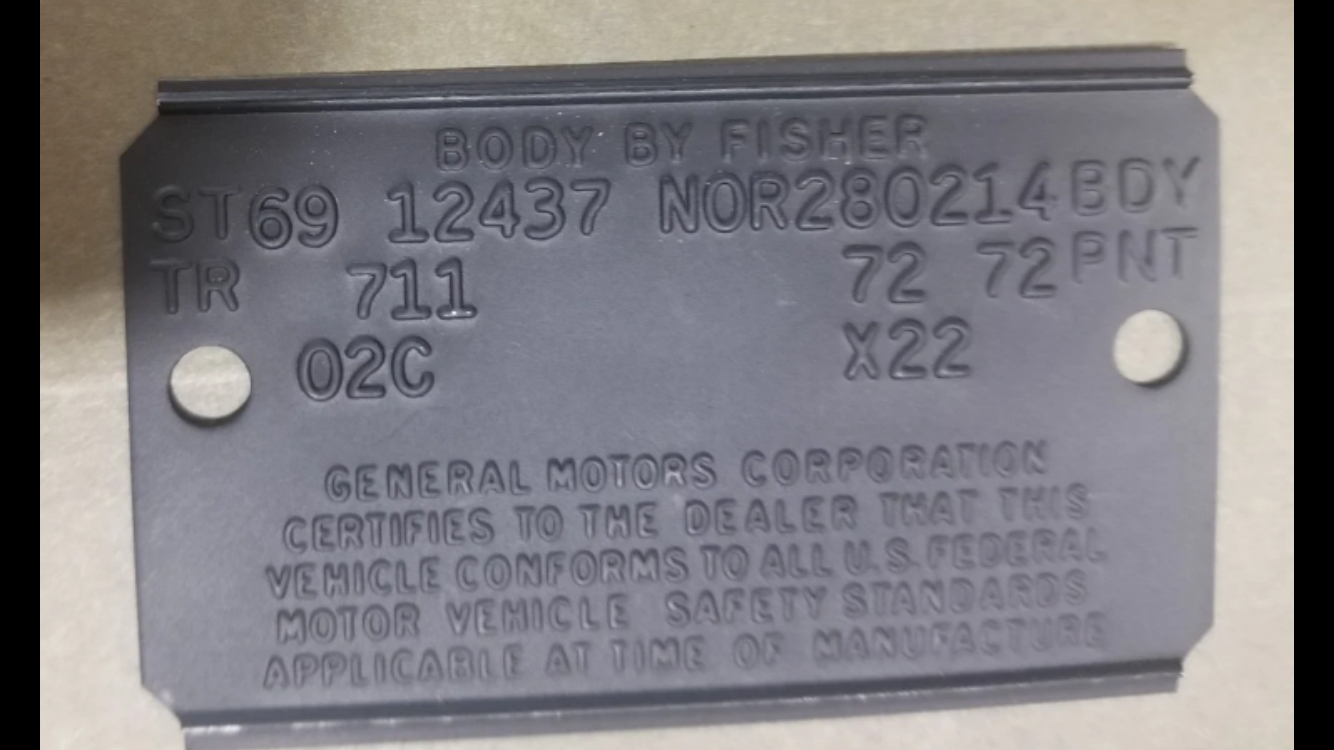 BODY BY FISHER
ST69 12437 NOR280214 BDY
TR 711 72 72 PNT
02C X22
GENERAL MOTORS CORPORATION
CERTIFIES TO THE DEALER THAT THIS
VEHICLE CONFORMS TO ALL U.S. FEDERAL
MOTOR VEHICLE SAFETY STANDARDS
APPLICABLE AT TIME OF MANUFACTURE